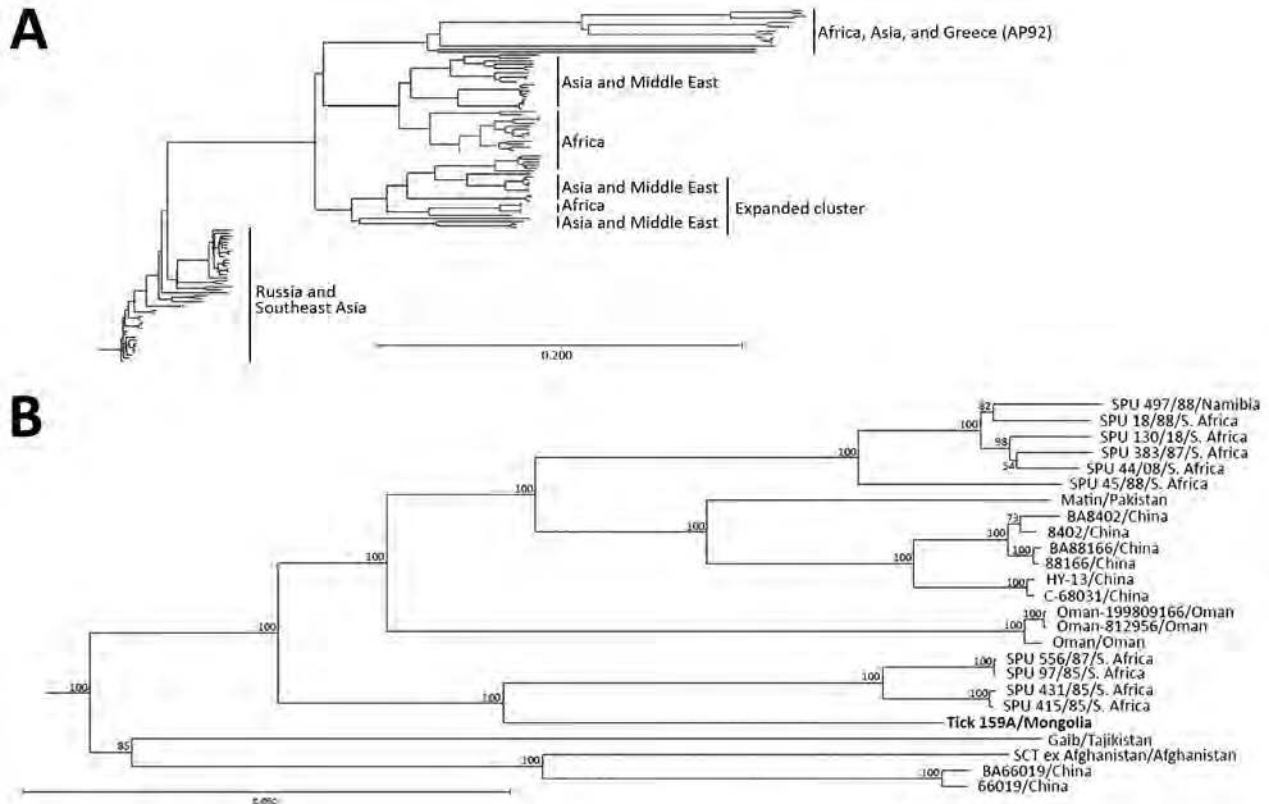 A
Africa, Asia, and Greece (AP92)
Asia and Middle East
Africa
Asia and Middle East
Africa
Asia and Middle East
Expanded cluster
Russia and
Southeast Asia
0.200
B
82
SPU 497/88/Namibia
100
SPU 18/88/S. Africa
98
SPU 130/18/S. Africa
100
SPU 383/87/S. Africa
54
SPU 44/08/S. Africa
SPU 45/88/S. Africa
100
Matin/Pakistan
73
BA8402/China
100
8402/China
100
BA88166/China
100
88166/China
100
HY-13/China
C-68031/China
100
100
Oman-199809166/Oman
100
Oman-812956/Oman
Oman/Oman
100
100
SPU 556/87/S. Africa
100
SPU 97/85/S. Africa
100
SPU 431/85/S. Africa
100
SPU 415/85/S. Africa
Tick 159A/Mongolia
100
85
Gaib/Tajikistan
100
SCT ex Afghanistan/Afghanistan
100
BA66019/China
66019/China